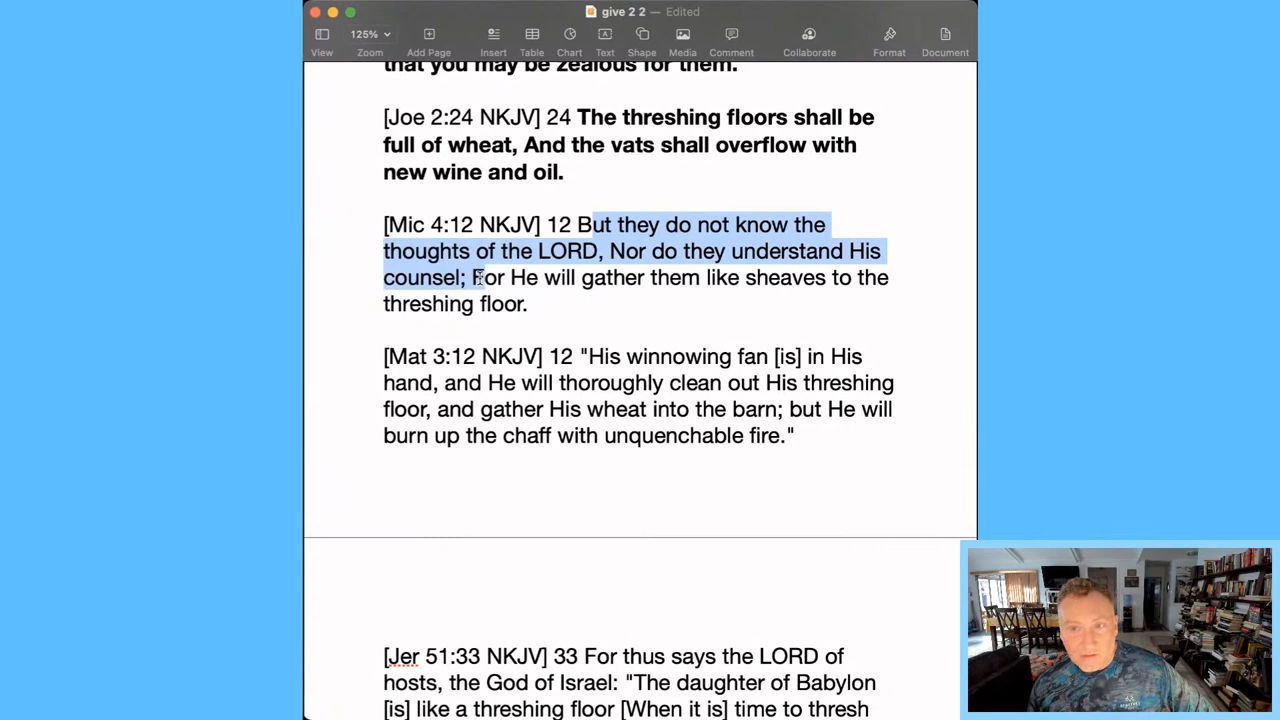 give 2 2 — Edited
125%
View Zoom Add Page Insert Table Chart Text Shape Media Comment Collaborate Format Document
that you may be zealous for them.
[Joe 2:24 NKJV] 24 The threshing floors shall be
full of wheat, And the vats shall overflow with
new wine and oil.
[Mic 4:12 NKJV] 12 But they do not know the
thoughts of the LORD, Nor do they understand His
counsel; For He will gather them like sheaves to the
threshing floor.
[Mat 3:12 NKJV] 12 "His winnowing fan [is] in His
hand, and He will thoroughly clean out His threshing
floor, and gather His wheat into the barn; but He will
burn up the chaff with unquenchable fire."
[Jer 51:33 NKJV] 33 For thus says the LORD of
hosts, the God of Israel: "The daughter of Babylon
[is] like a threshing floor [When it is] time to thresh